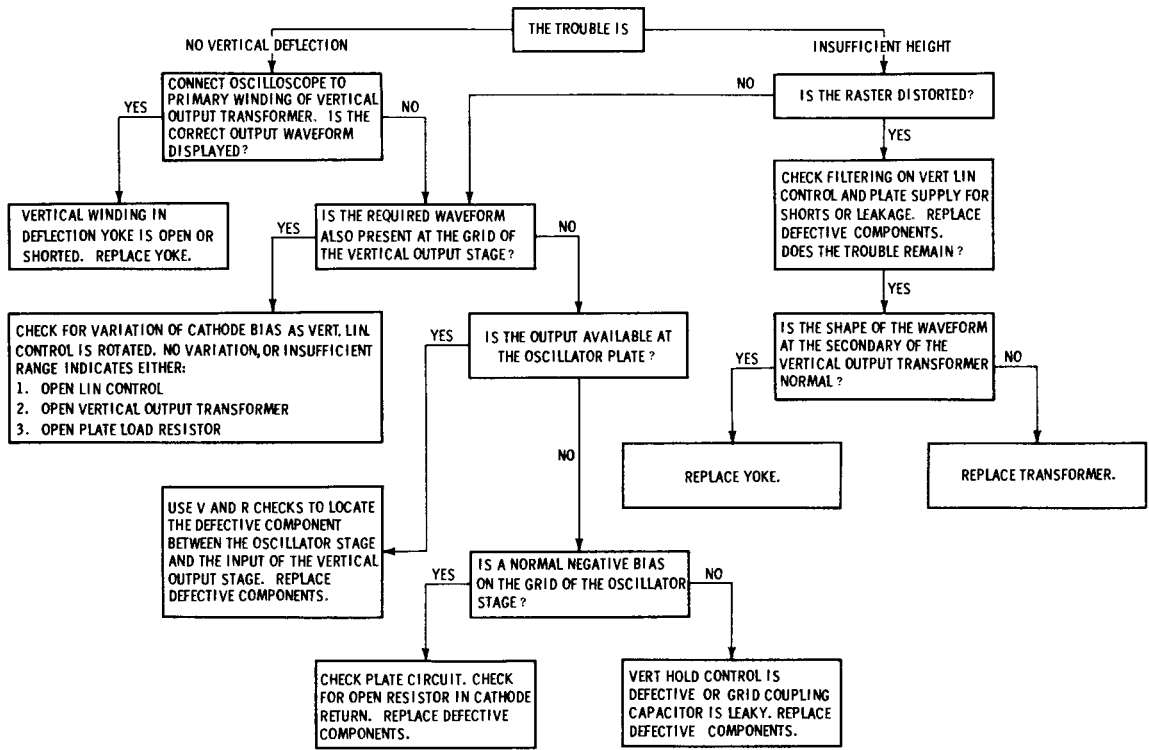 THE TROUBLE IS
NO VERTICAL DEFLECTION
INSUFFICIENT HEIGHT
CONNECT OSCILLOSCOPE TO
PRIMARY WINDING OF VERTICAL
OUTPUT TRANSFORMER. IS THE
CORRECT OUTPUT WAVEFORM
DISPLAYED?
YES
NO
NO
IS THE RASTER DISTORTED?
YES
VERTICAL WINDING IN
DEFLECTION YOKE IS OPEN OR
SHORTED. REPLACE YOKE.
YES
IS THE REQUIRED WAVEFORM
ALSO PRESENT AT THE GRID OF
THE VERTICAL OUTPUT STAGE?
NO
CHECK FILTERING ON VERT LIN
CONTROL AND PLATE SUPPLY FOR
SHORTS OR LEAKAGE. REPLACE
DEFECTIVE COMPONENTS.
DOES THE TROUBLE REMAIN?
YES
CHECK FOR VARIATION OF CATHODE BIAS AS VERT. LIN.
CONTROL IS ROTATED. NO VARIATION, OR INSUFFICIENT
RANGE INDICATES EITHER:
1. OPEN LIN CONTROL
2. OPEN VERTICAL OUTPUT TRANSFORMER
3. OPEN PLATE LOAD RESISTOR
YES
IS THE OUTPUT AVAILABLE AT
THE OSCILLATOR PLATE?
NO
YES
IS THE SHAPE OF THE WAVEFORM
AT THE SECONDARY OF THE
VERTICAL OUTPUT TRANSFORMER
NORMAL?
NO
REPLACE YOKE.
REPLACE TRANSFORMER.
USE V AND R CHECKS TO LOCATE
THE DEFECTIVE COMPONENT
BETWEEN THE OSCILLATOR STAGE
AND THE INPUT OF THE VERTICAL
OUTPUT STAGE. REPLACE
DEFECTIVE COMPONENTS.
YES
IS A NORMAL NEGATIVE BIAS
ON THE GRID OF THE OSCILLATOR
STAGE?
NO
CHECK PLATE CIRCUIT. CHECK
FOR OPEN RESISTOR IN CATHODE
RETURN. REPLACE DEFECTIVE
COMPONENTS.
VERT HOLD CONTROL IS
DEFECTIVE OR GRID COUPLING
CAPACITOR IS LEAKY. REPLACE
DEFECTIVE COMPONENTS.